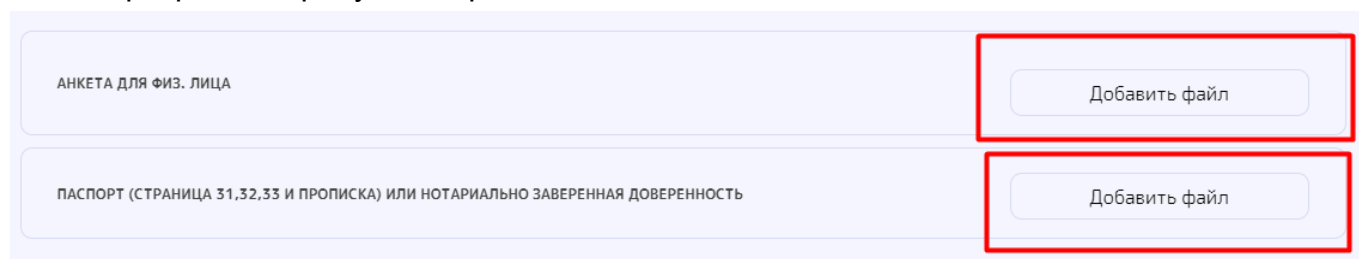 АНКЕТА ДЛЯ ФИЗ. ЛИЦА
Добавить файл
ПАСПОРТ (СТРАНИЦА 31,32,33 И ПРОПИСКА) ИЛИ НОТАРИАЛЬНО ЗАВЕРЕННАЯ ДОВЕРЕННОСТЬ
Добавить файл